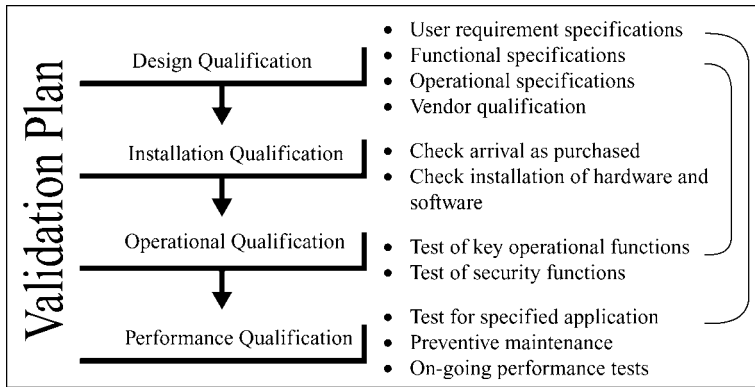 Validation Plan
Design Qualification
• User requirement specifications
• Functional specifications
• Operational specifications
• Vendor qualification
Installation Qualification
• Check arrival as purchased
• Check installation of hardware and
software
Operational Qualification
• Test of key operational functions
• Test of security functions
Performance Qualification
• Test for specified application
• Preventive maintenance
• On-going performance tests